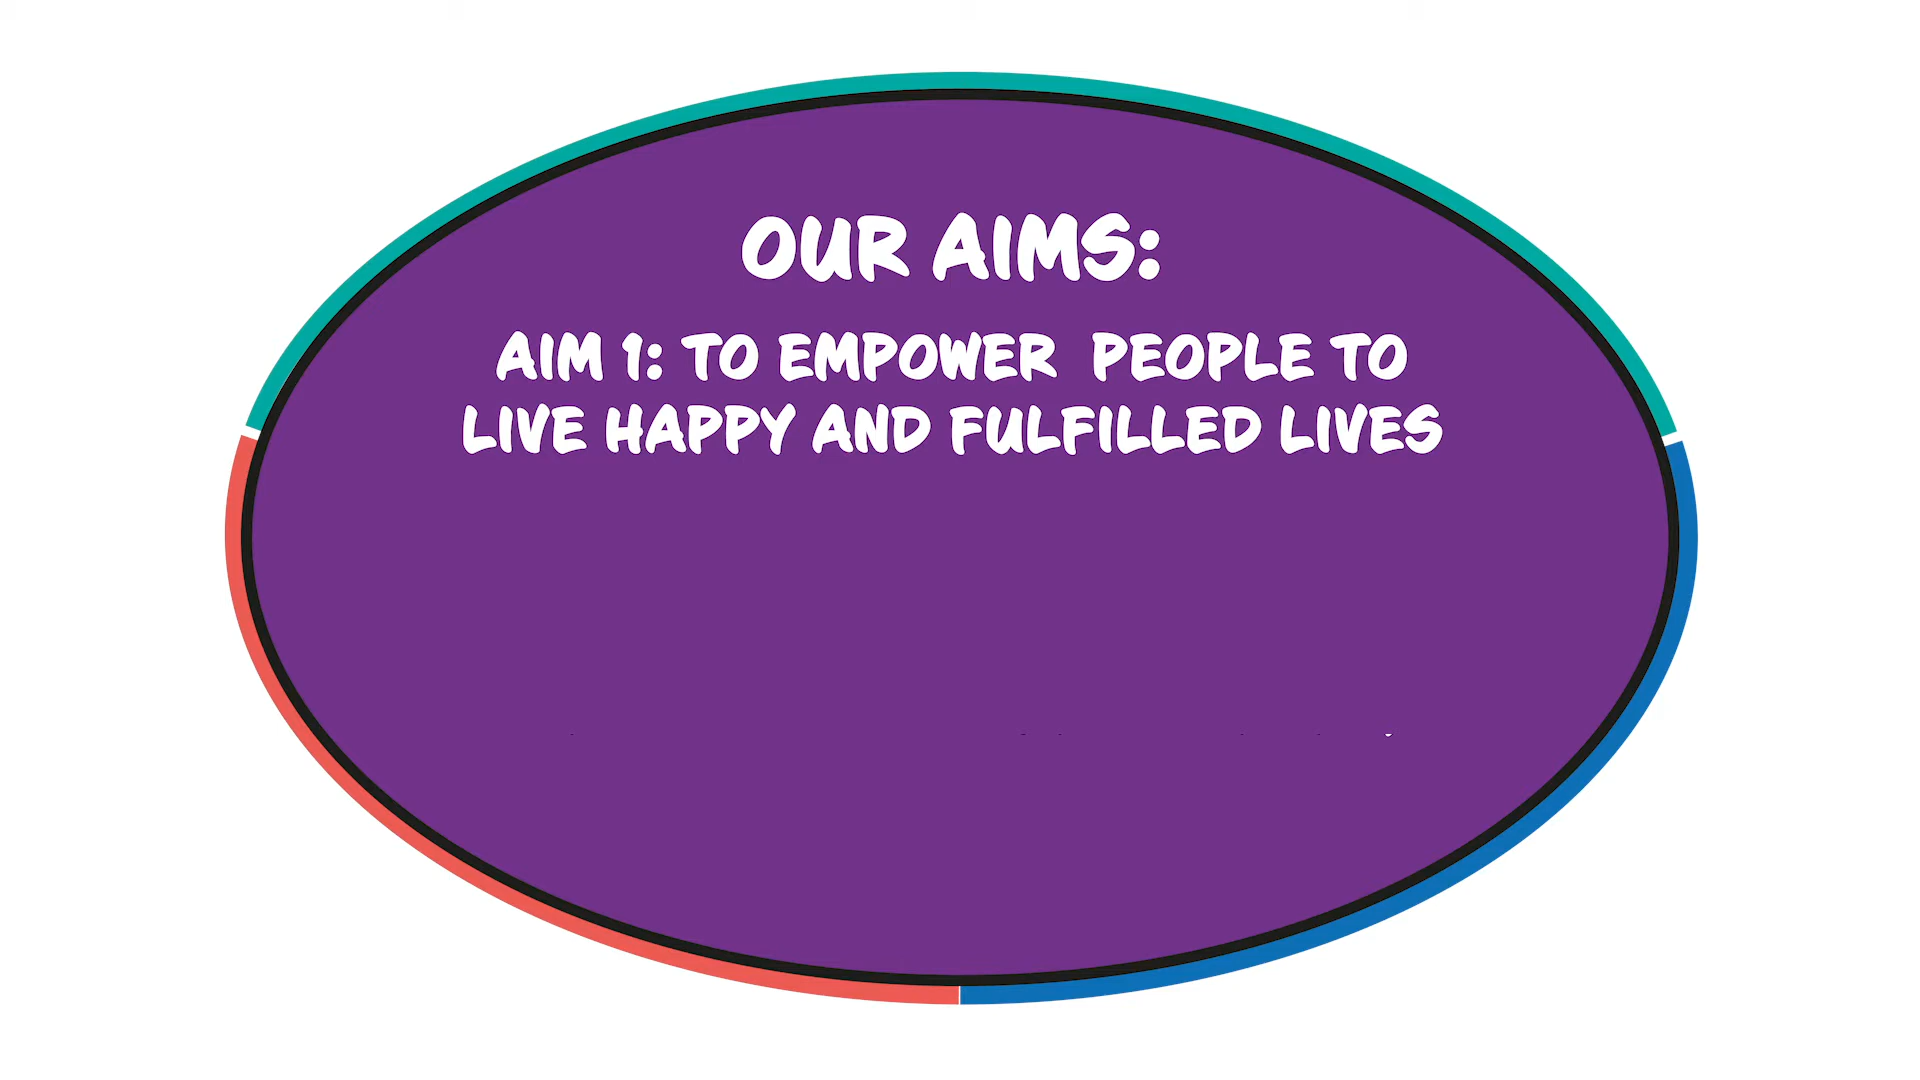 OUR AIMS:
AIM 1: TO EMPOWER  PEOPLE TO
LIVE HAPPY AND FULFILLED LIVES